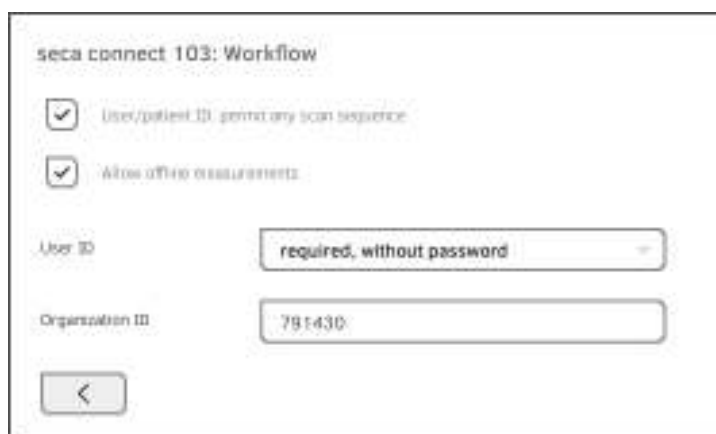 seca connect 103: Workflow
User/patient ID: permit any scan sequence
Allow offline measurements
User ID
required, without password
Organization ID
791430